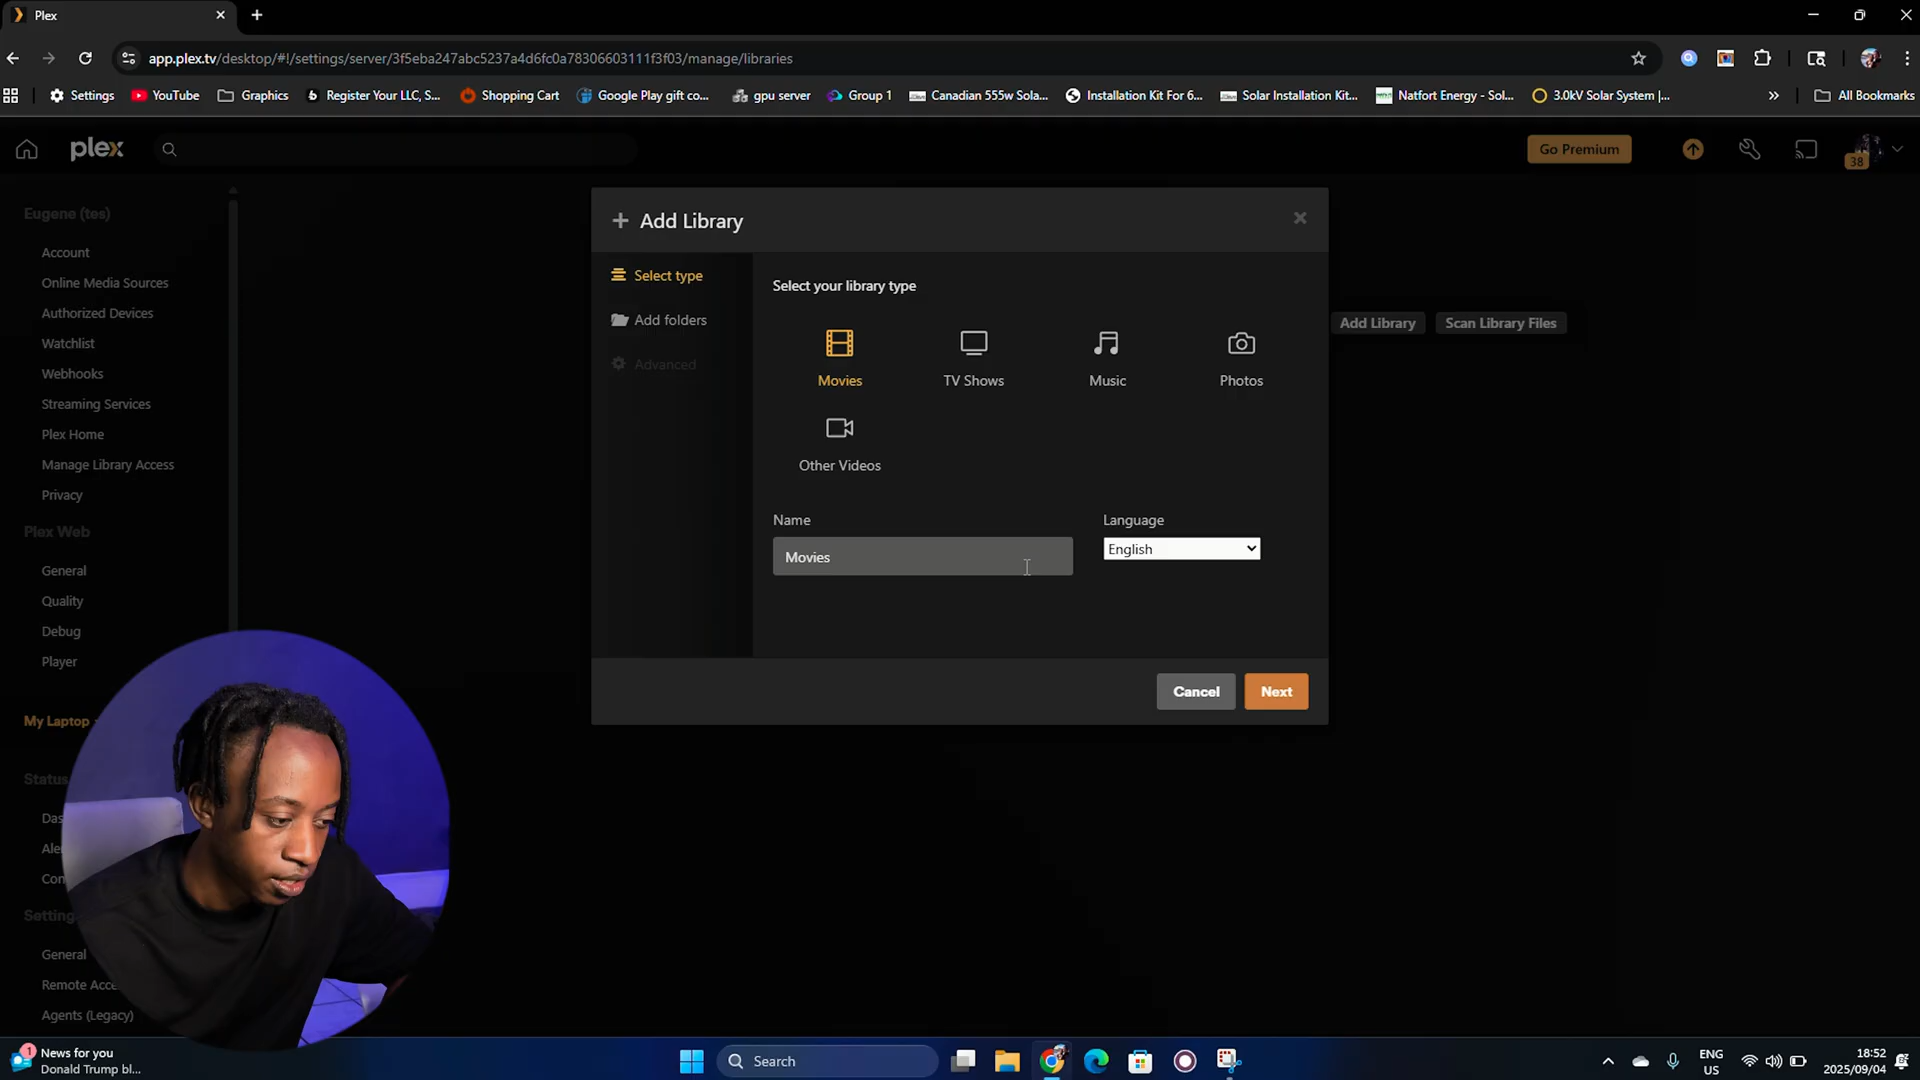 Plex
app.plex.tv/desktop/#!/settings/server/3f5eba247abc5237a4d6fc0a78306603111f3f03/manage/libraries
Settings YouTube Graphics Register Your LLC, S... Shopping Cart Google Play gift co... gpu server Group 1 Canadian 555w Sola... Installation Kit For 6... Solar Installation Kit... Natfort Energy - Sol... 3.0kV Solar System |... » All Bookmarks
plex
Go Premium
38
Eugene (tes)
Account
Online Media Sources
Authorized Devices
Watchlist
Webhooks
Streaming Services
Plex Home
Manage Library Access
Privacy
Plex Web
General
Quality
Debug
Player
My Laptop
Status
Setting
General
Remote Acce
Agents (Legacy)
Add Library Scan Library Files
+ Add Library
Select type
Add folders
Advanced
Select your library type
Movies TV Shows Music Photos
Other Videos
Name Language
Movies English
Cancel Next
1
News for you
Donald Trump bl...
Search
ENG
US
18:52
2025/09/04